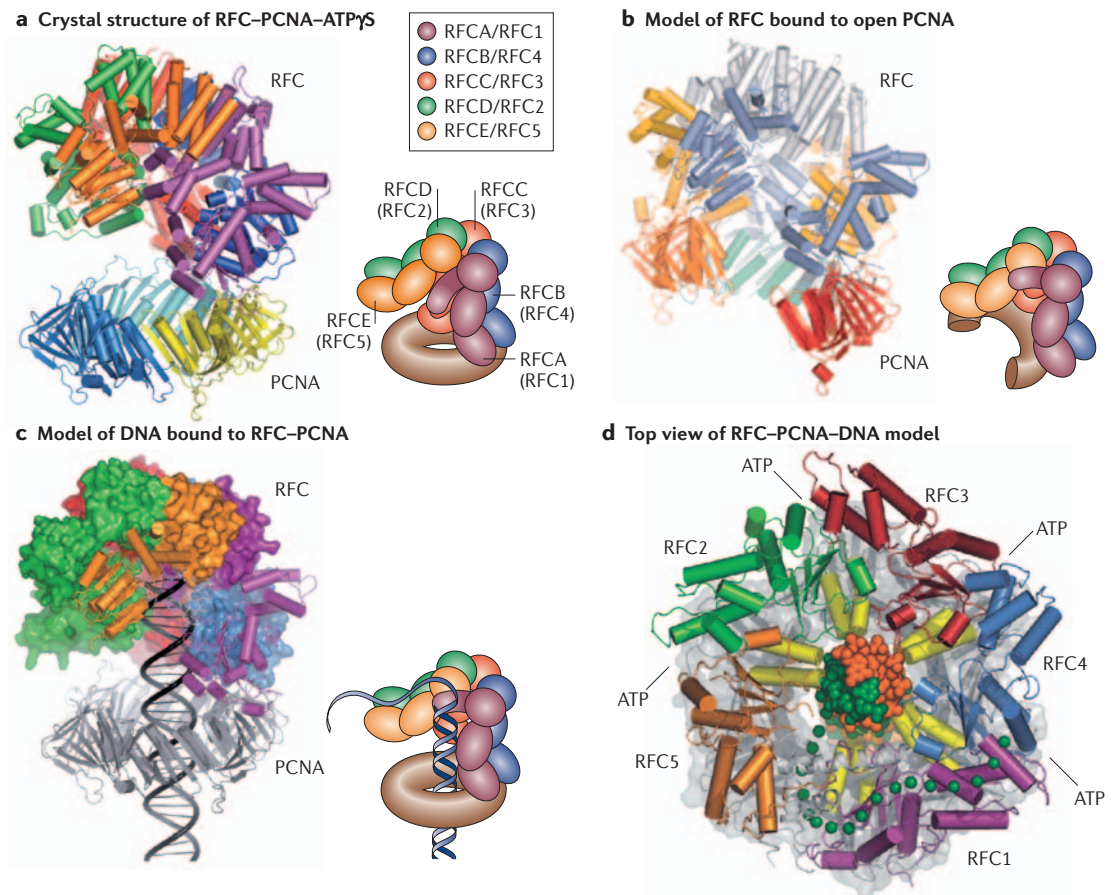 a Crystal structure of RFC–PCNA–ATPγS
RFC
RFCA/RFC1
RFCB/RFC4
RFCC/RFC3
RFCD/RFC2
RFCE/RFC5
RFCD
(RFC2)
RFCC
(RFC3)
RFCB
(RFC4)
RFCE
(RFC5)
RFCA
(RFC1)
PCNA
b Model of RFC bound to open PCNA
RFC
PCNA
c Model of DNA bound to RFC–PCNA
RFC
PCNA
d Top view of RFC–PCNA–DNA model
ATP
RFC3
RFC2
ATP
RFC4
ATP
RFC5
ATP
RFC1